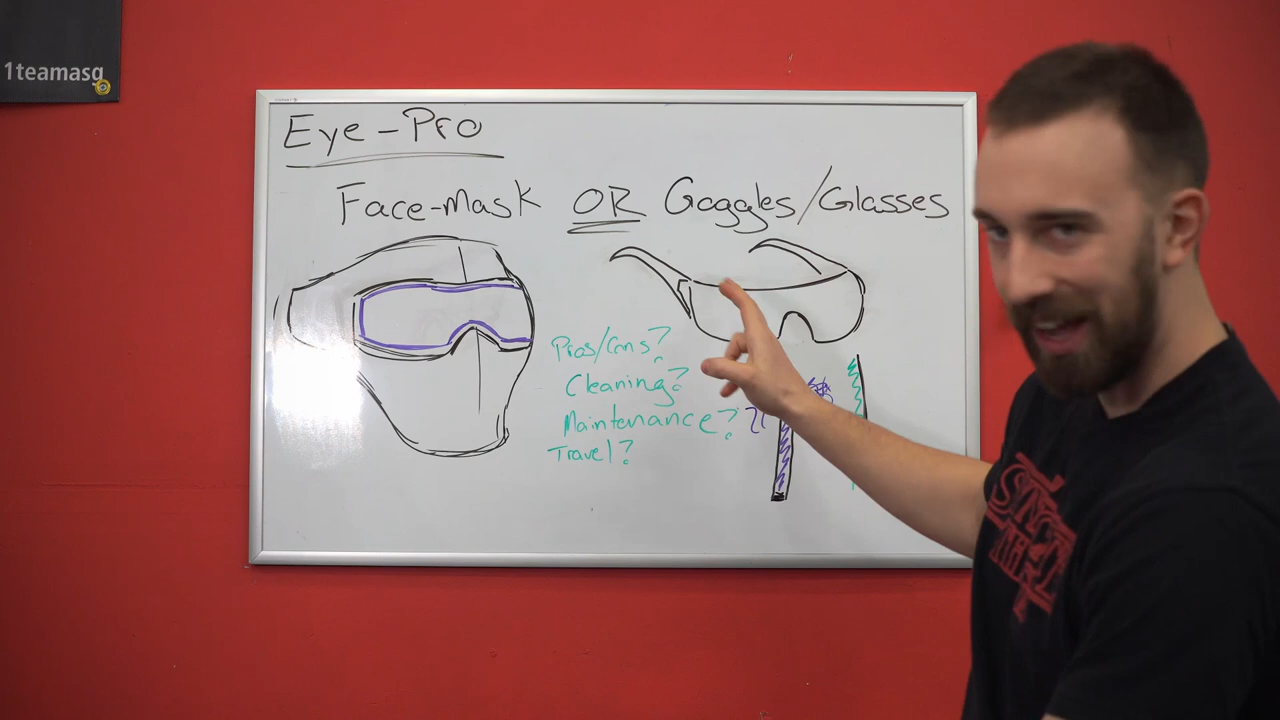 1teamasg
Eye-Pro
Face-Mask OR Goggles/Glasses
Pros/Cons?
Cleaning?
Maintenance?
Travel?